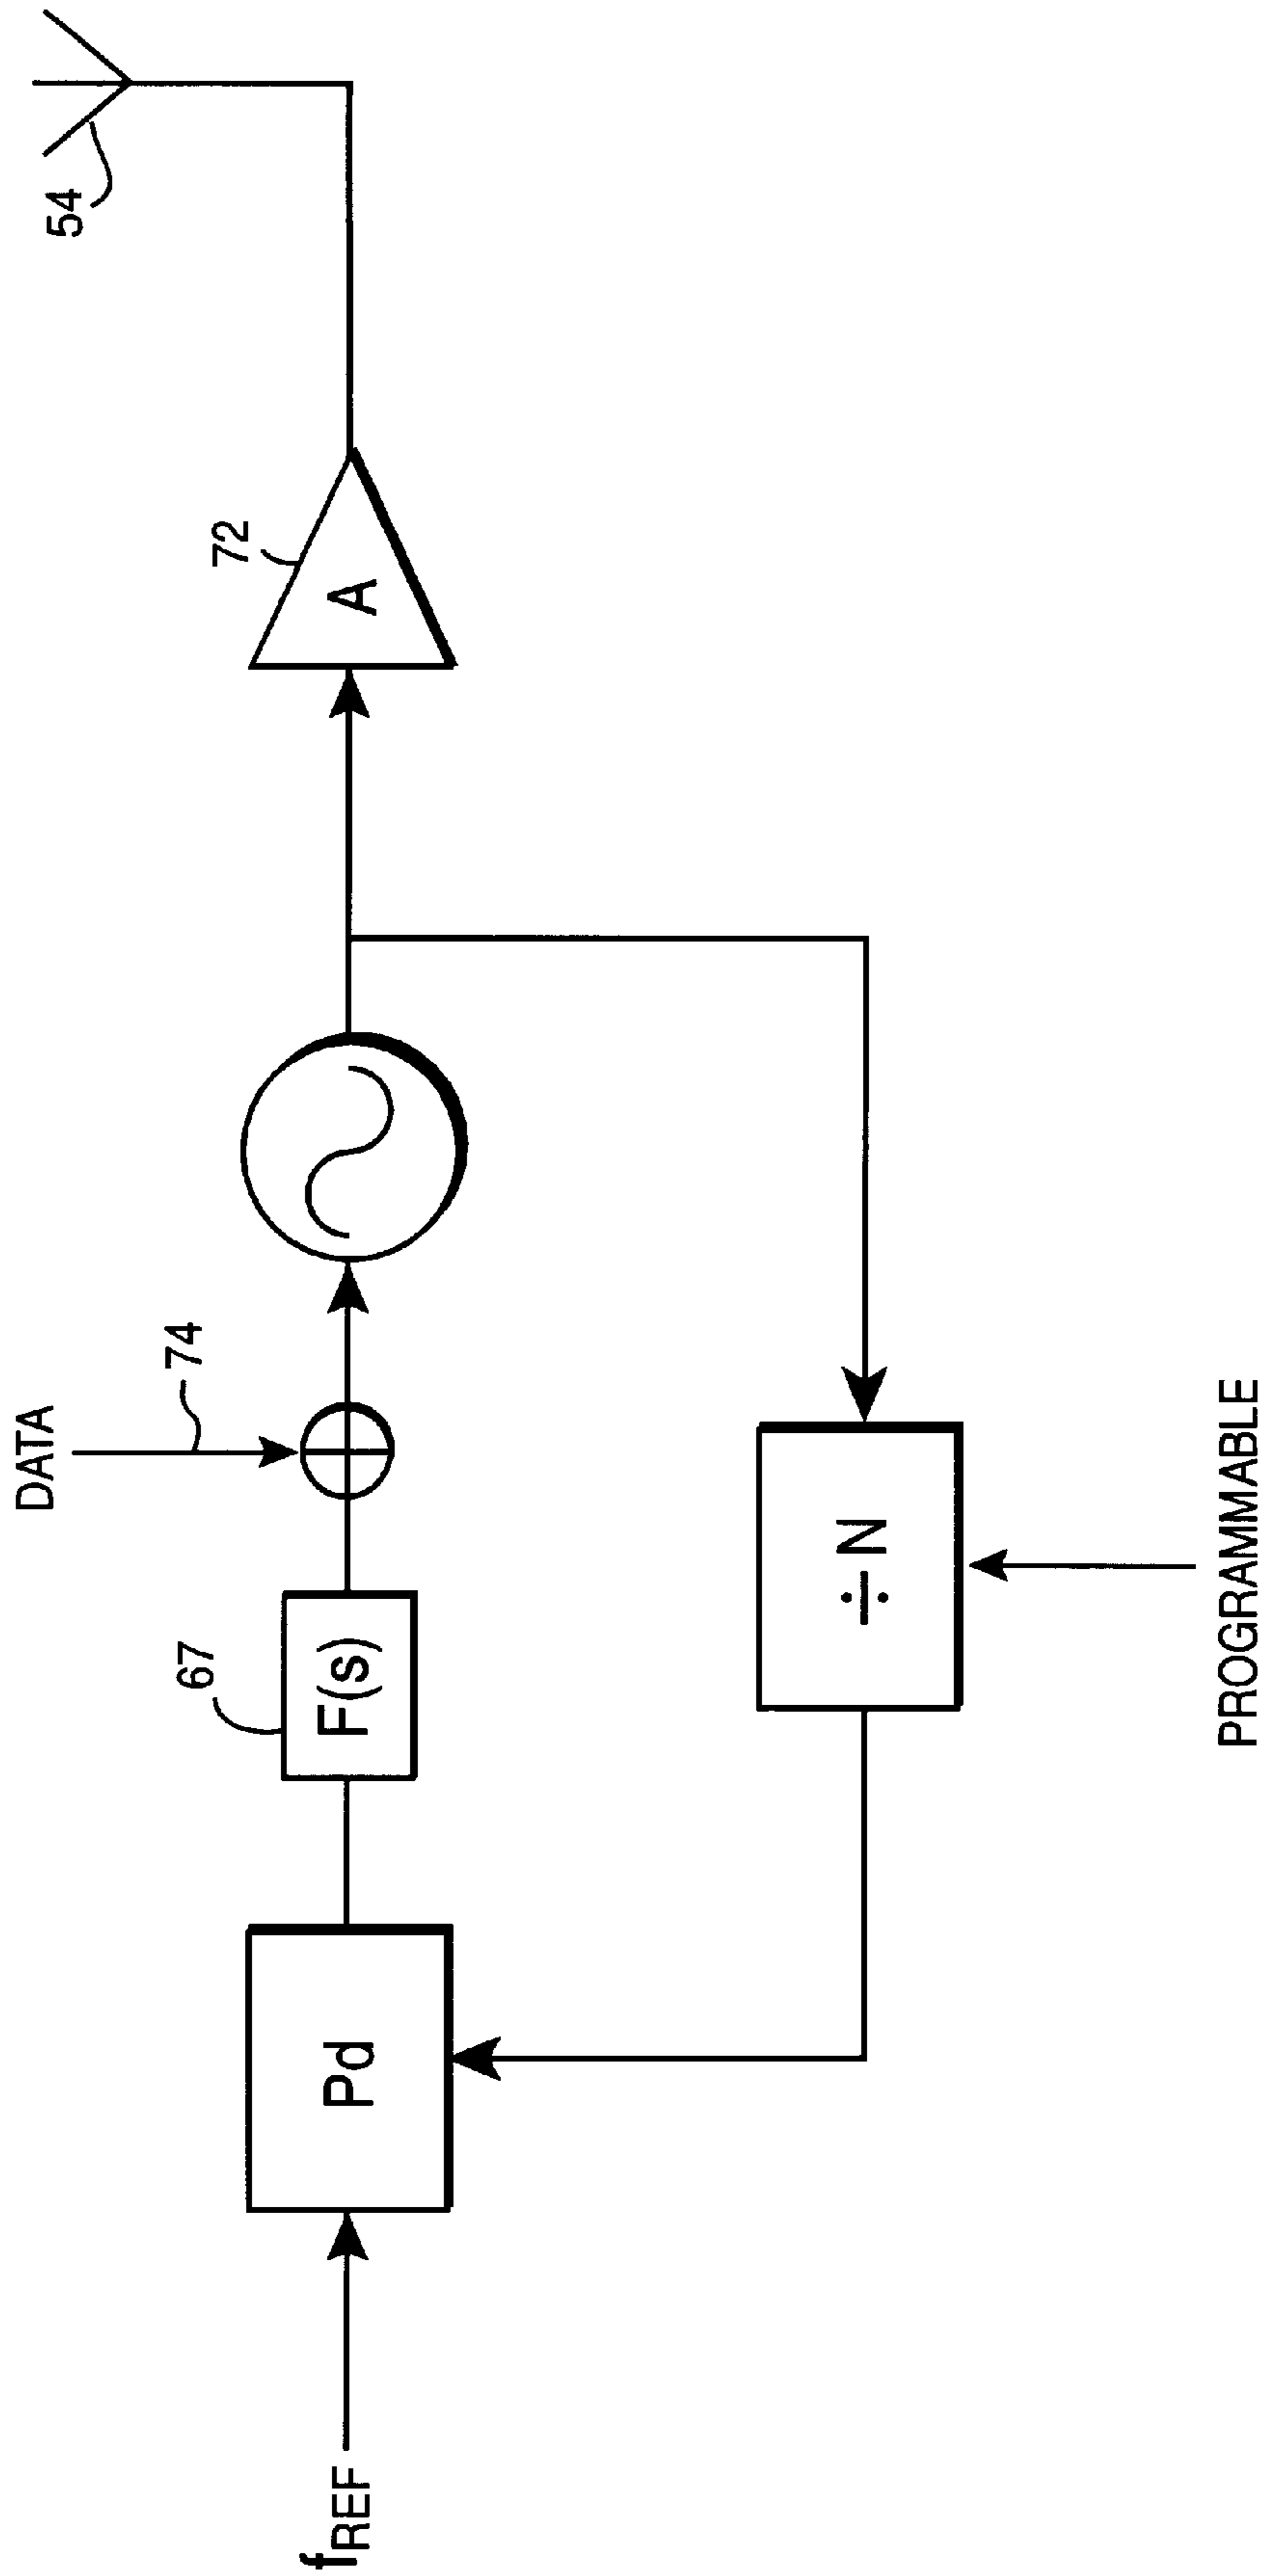 DATA
74
67
72
54
fREF
Pd
F(s)
A
÷N
PROGRAMMABLE